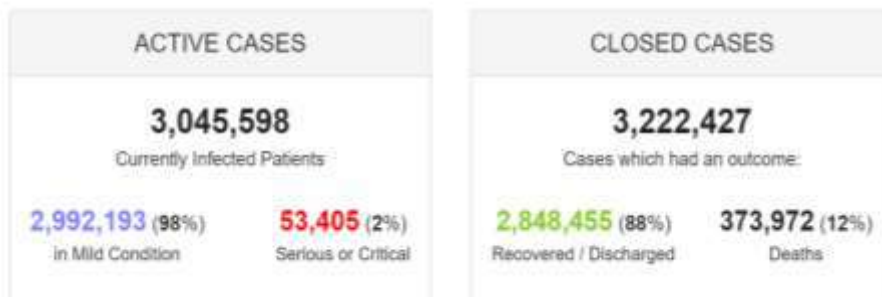 ACTIVE CASES
3,045,598
Currently Infected Patients
2,992,193 (98%)
in Mild Condition
53,405 (2%)
Serious or Critical
CLOSED CASES
3,222,427
Cases which had an outcome:
2,848,455 (88%)
Recovered / Discharged
373,972 (12%)
Deaths